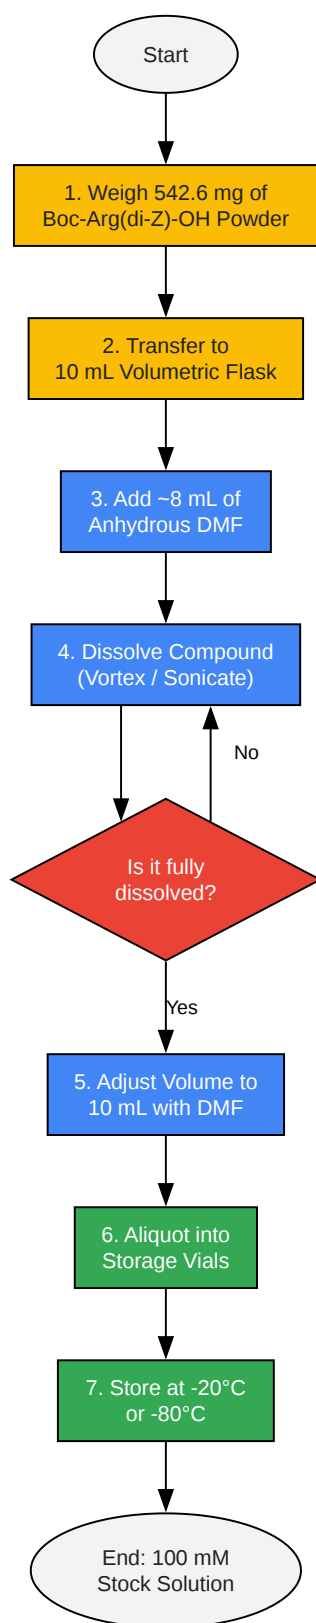 Start
1. Weigh 542.6 mg of
Boc-Arg(di-Z)-OH Powder
2. Transfer to
10 mL Volumetric Flask
3. Add ~8 mL of
Anhydrous DMF
4. Dissolve Compound
(Vortex / Sonicate)
No
Is it fully
dissolved?
Yes
5. Adjust Volume to
10 mL with DMF
6. Aliquot into
Storage Vials
7. Store at -20°C
or -80°C
End: 100 mM
Stock Solution